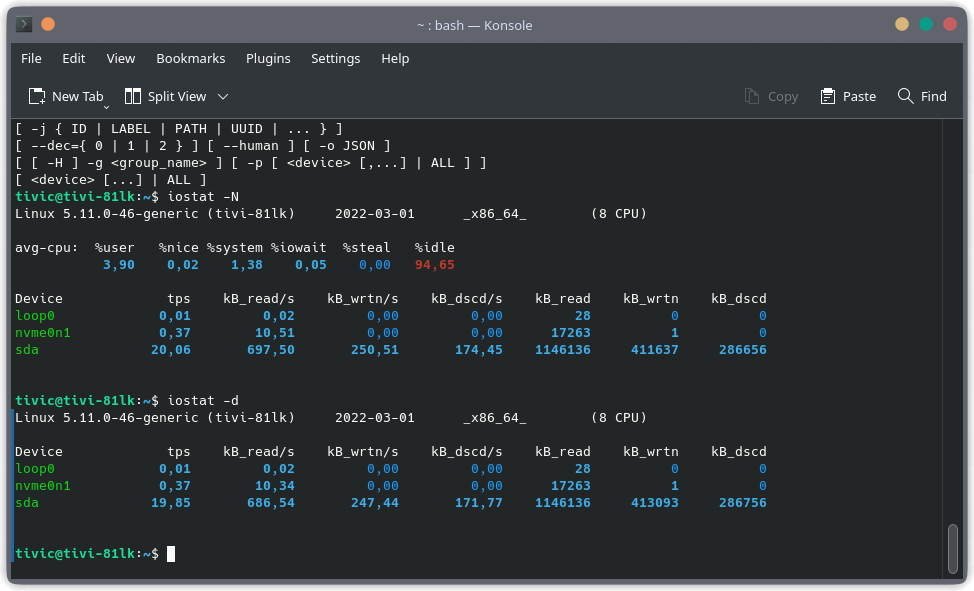 ~ : bash — Konsole
File Edit View Bookmarks Plugins Settings Help
New Tab Split View Copy Paste Find
[ -j { ID | LABEL | PATH | UUID | ... } ]
[ --dec={ 0 | 1 | 2 } ] [ --human ] [ -o JSON ]
[ [ -H ] -g <group_name> ] [ -p [ <device> [,...] | ALL ] ]
[ <device> [...] | ALL ]
tivic@tivi-81lk:~$ iostat -N
Linux 5.11.0-46-generic (tivi-81lk) 2022-03-01 _x86_64_ (8 CPU)
avg-cpu: %user %nice %system %iowait %steal %idle
3,90 0,02 1,38 0,05 0,00 94,65
Device tps kB_read/s kB_wrtn/s kB_dscd/s kB_read kB_wrtn kB_dscd
loop0 0,01 0,02 0,00 0,00 28 0 0
nvme0n1 0,37 10,51 0,00 0,00 17263 1 0
sda 20,06 697,50 250,51 174,45 1146136 411637 286656
tivic@tivi-81lk:~$ iostat -d
Linux 5.11.0-46-generic (tivi-81lk) 2022-03-01 _x86_64_ (8 CPU)
Device tps kB_read/s kB_wrtn/s kB_dscd/s kB_read kB_wrtn kB_dscd
loop0 0,01 0,02 0,00 0,00 28 0 0
nvme0n1 0,37 10,34 0,00 0,00 17263 1 0
sda 19,85 686,54 247,44 171,77 1146136 413093 286756
tivic@tivi-81lk:~$